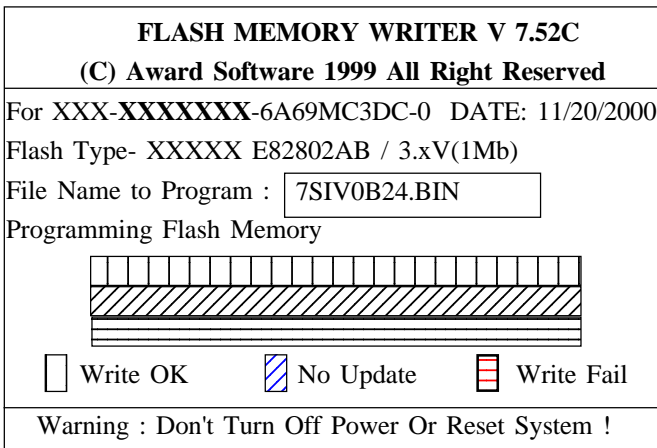 FLASH MEMORY WRITER V 7.52C
(C) Award Software 1999 All Right Reserved
For XXX-XXXXXXX-6A69MC3DC-0 DATE: 11/20/2000
Flash Type- XXXXX E82802AB / 3.xV(1Mb)
File Name to Program : 7SIV0B24.BIN
Programming Flash Memory
Write OK No Update Write Fail
Warning : Don't Turn Off Power Or Reset System !